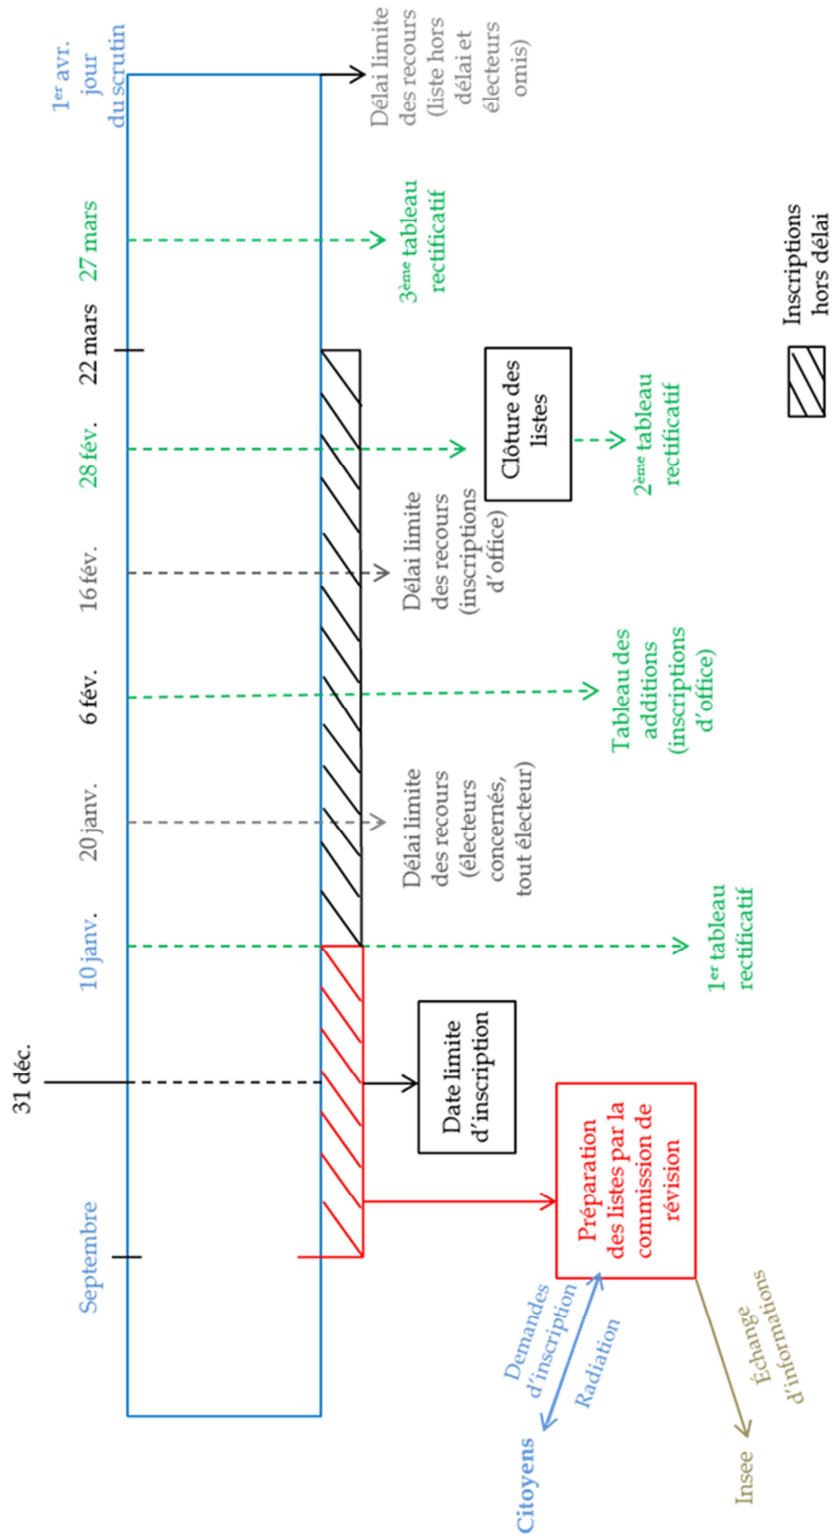 31 déc.
Septembre
10 janv.
20 janv.
6 fév.
16 fév.
28 fév.
22 mars
27 mars
1er avr.
jour
du scrutin
Délai limite
des recours
(liste hors
délai et
électeurs
omis)
3ème tableau
rectificatif
Clôture des
listes
2ème tableau
rectificatif
Délai limite
des recours
(inscriptions
d’office)
Tableau des
additions
(inscriptions
d’office)
Délai limite
des recours
(électeurs
concernés,
tout électeur)
1er tableau
rectificatif
Date limite
d’inscription
Préparation
des listes par la
commission de
révision
Demandes
d’inscription
Radiation
Citoyens
Échange
d’informations
Insee
Inscriptions
hors délai